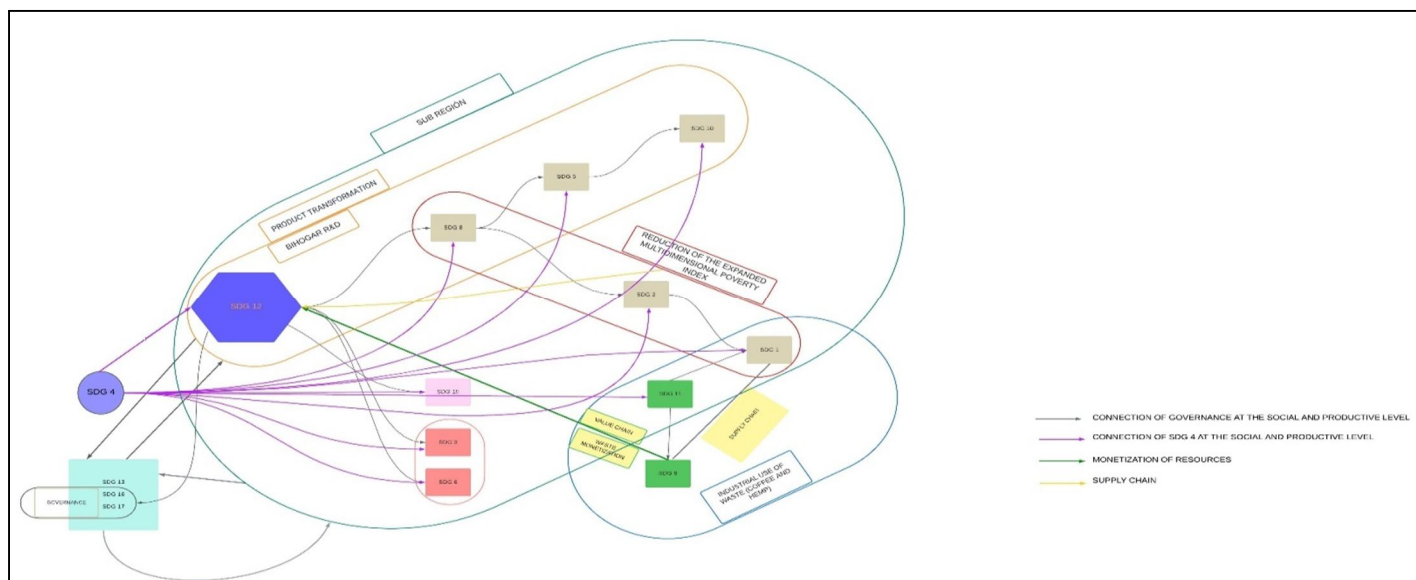 SUB REGIÓN
SDG 10
PRODUCT TRANSFORMATION
BIHOGAR R&D
SDG 5
SDG 8
REDUCTION OF THE EXPANDED
MULTIDIMENSIONAL POVERTY
INDEX
SDG 12
SDG 2
SDG 1
SDG 4
SDG
SDG 11
VALUE CHAIN
WASTE
MONETIZATION
SUPPLY CHAIN
SDG
SDG 9
SDG 6
INDUSTRIAL USE OF
WASTE (COFFEE AND
HEMP)
SDG 13
SDG 16
SDG 17
GOVERNANCE
CONNECTION OF GOVERNANCE AT THE SOCIAL AND PRODUCTIVE LEVEL
CONNECTION OF SDG 4 AT THE SOCIAL AND PRODUCTIVE LEVEL
MONETIZATION OF RESOURCES
SUPPLY CHAIN